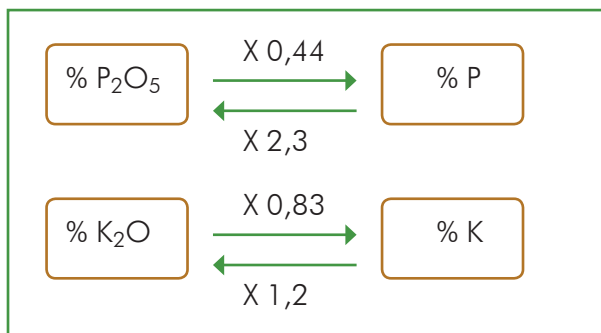 X 0,44
% P₂O₅
% P
X 2,3
X 0,83
% K₂O
% K
X 1,2